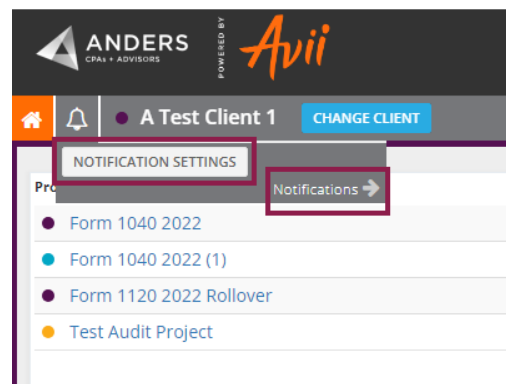 ANDERS
CPAs + ADVISORS
POWERED BY
Avii
A Test Client 1
CHANGE CLIENT
NOTIFICATION SETTINGS
Pro
Notifications
Form 1040 2022
Form 1040 2022 (1)
Form 1120 2022 Rollover
Test Audit Project